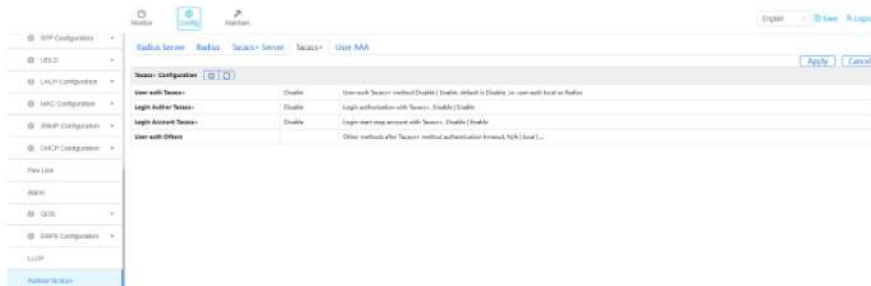 Monitor
Config
Maintain
English
Save
Logout
STP Configuration
UDLD
LACP Configuration
MAC Configuration
SNMP Configuration
DHCP Configuration
Flex Link
Alarm
QOS
ERPS Configuration
LLDP
Radius/Tacacs+
Radius Server Radius Tacacs+ Server Tacacs+ User AAA
Apply Cancel
Tacacs+ Configuration
User auth Tacacs+ Disable User auth Tacacs+ method Disable | Enable, default is Disable, i.e. user auth local or Radius
Login Author Tacacs+ Disable Login authorization with Tacacs+. Disable | Enable
Login Account Tacacs+ Disable Login start-stop account with Tacacs+. Disable | Enable
User auth Others Other methods after Tacacs+ method authentication timeout, N/A | local | ...